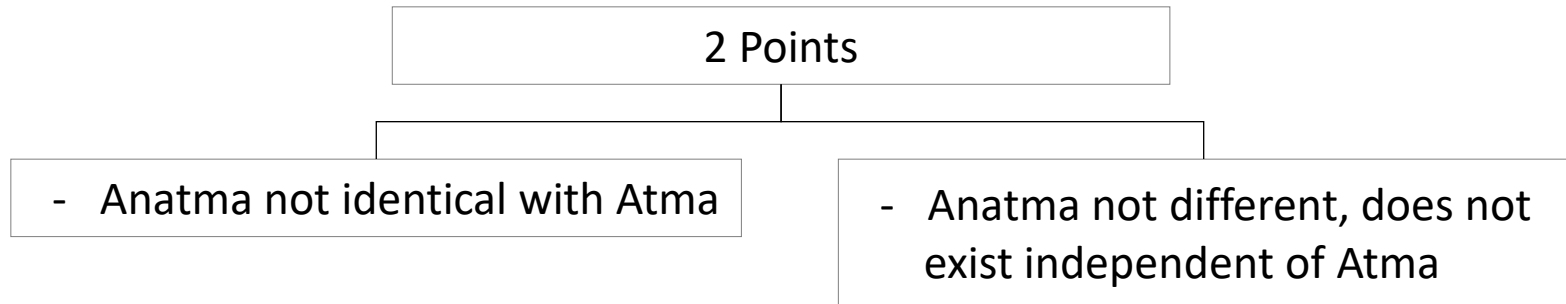 2 Points
- Anatma not identical with Atma
- Anatma not different, does not
exist independent of Atma